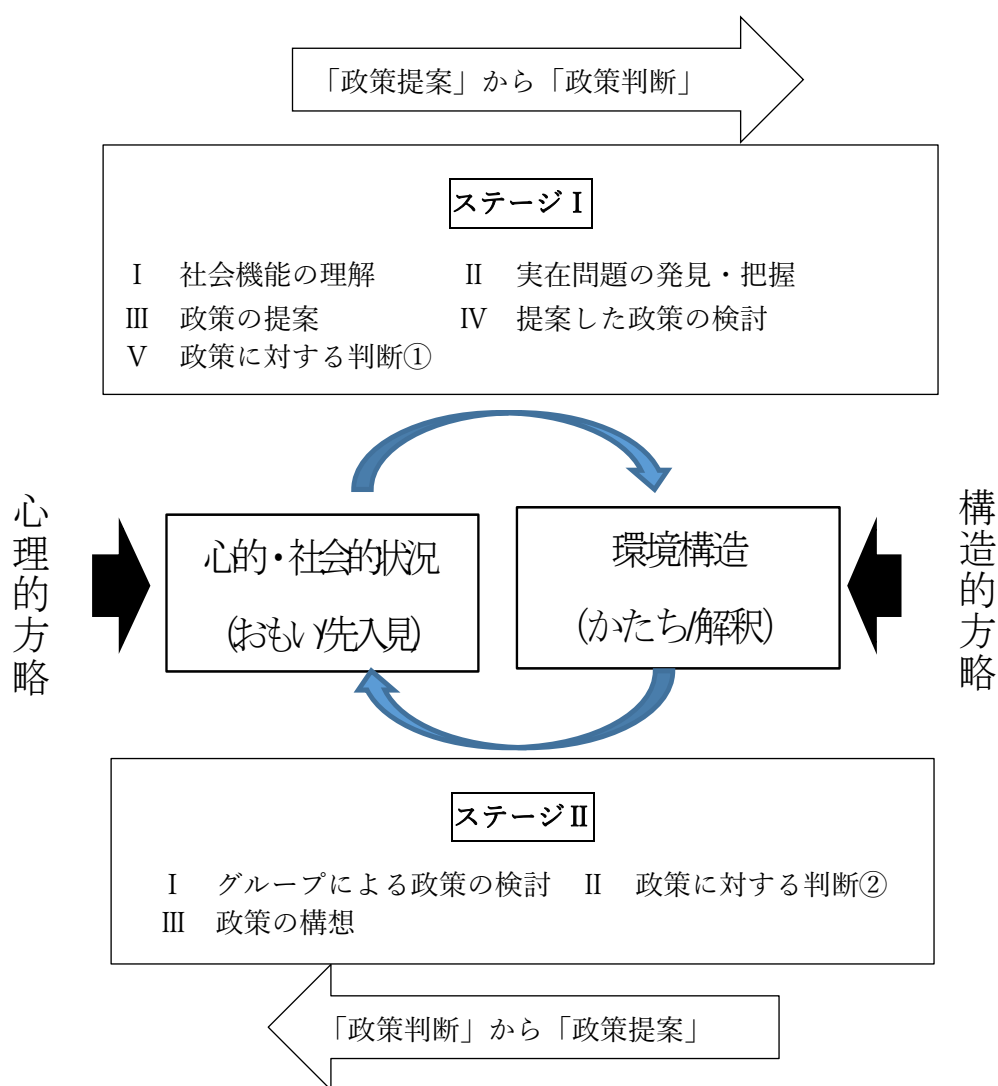 「政策提案」から「政策判断」
ステージⅠ
Ⅰ 社会機能の理解 Ⅱ 実在問題の発見・把握
Ⅲ 政策の提案 Ⅳ 提案した政策の検討
Ⅴ 政策に対する判断①
心理的方略
心的・社会的状況
(おもい/先入見)
環境構造
(かたち/解釈)
構造的方略
ステージⅡ
Ⅰ グループによる政策の検討 Ⅱ 政策に対する判断②
Ⅲ 政策の構想
「政策判断」から「政策提案」